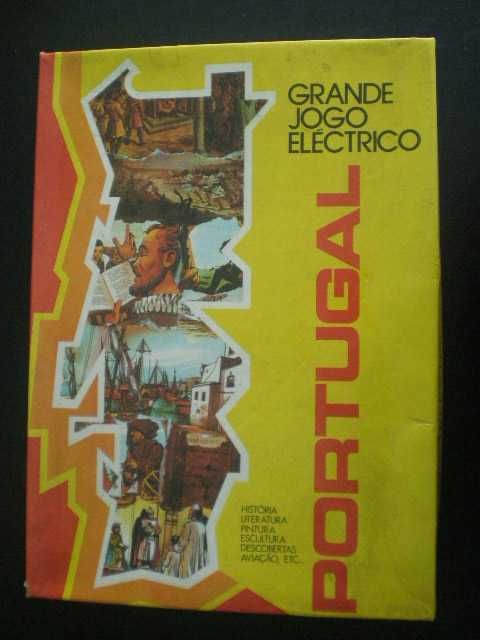 GRANDE
JOGO
ELÉCTRICO
PORTUGAL
HISTÓRIA
LITERATURA
PINTURA
ESCULTURA
DESCOBERTAS
AVIAÇÃO, ETC...